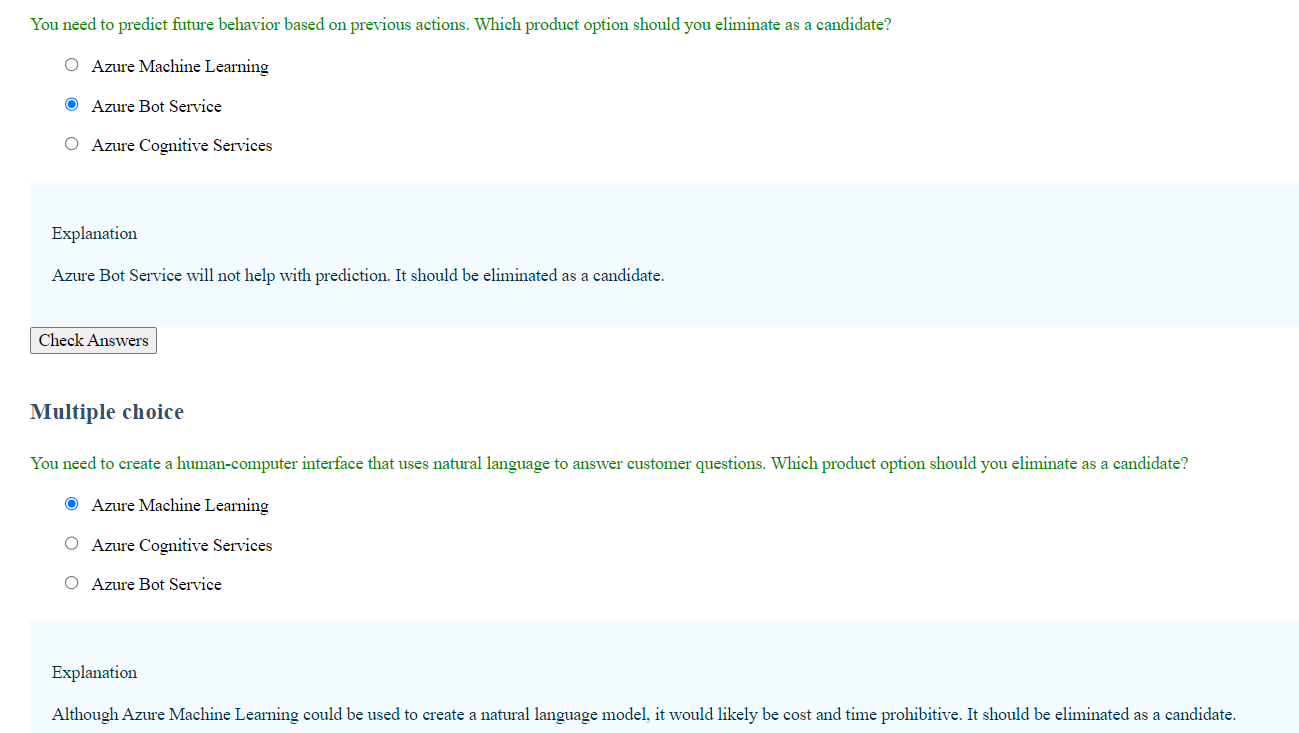 You need to predict future behavior based on previous actions. Which product option should you eliminate as a candidate?
Azure Machine Learning
Azure Bot Service
Azure Cognitive Services
Explanation
Azure Bot Service will not help with prediction. It should be eliminated as a candidate.
Check Answers
Multiple choice
You need to create a human-computer interface that uses natural language to answer customer questions. Which product option should you eliminate as a candidate?
Azure Machine Learning
Azure Cognitive Services
Azure Bot Service
Explanation
Although Azure Machine Learning could be used to create a natural language model, it would likely be cost and time prohibitive. It should be eliminated as a candidate.